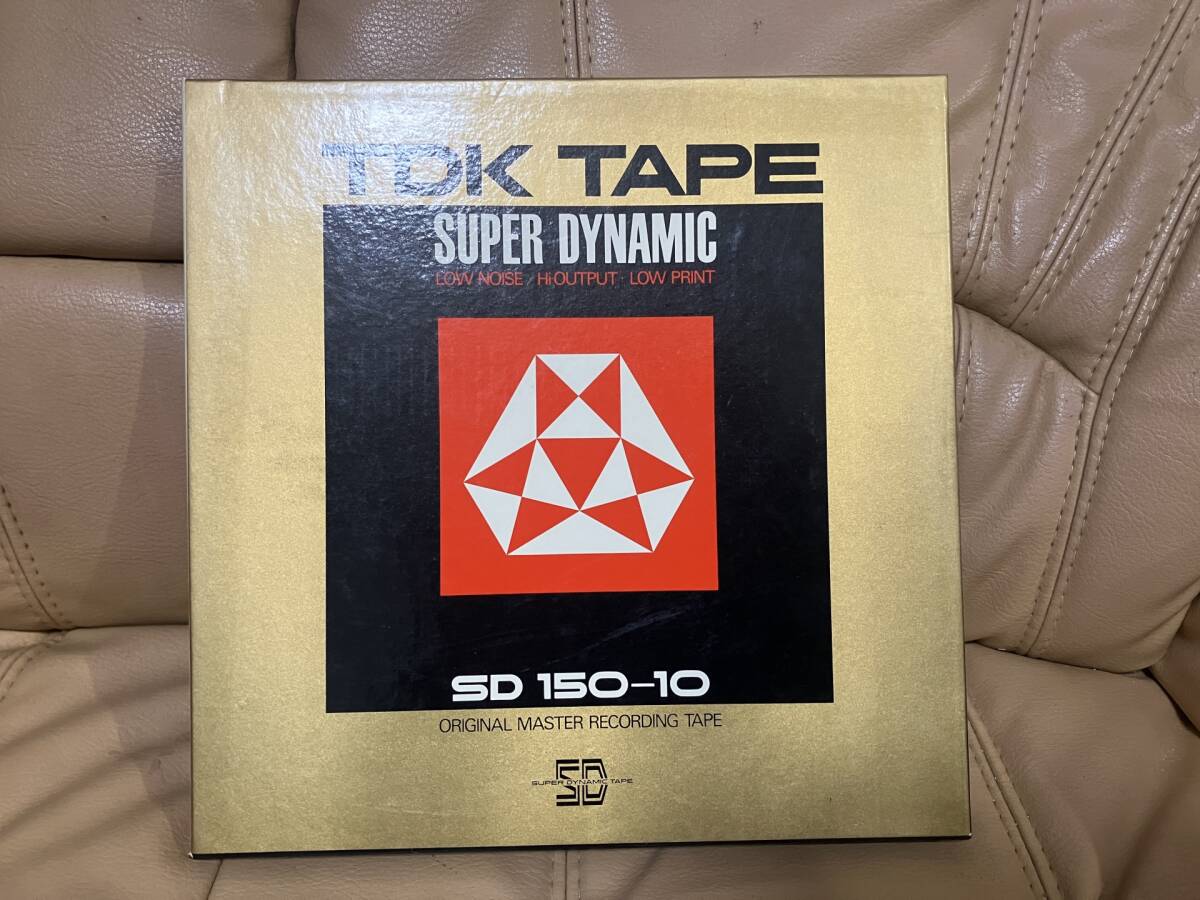 TDK TAPE
SUPER DYNAMIC
LOW NOISE · Hi·OUTPUT · LOW PRINT
SD 150-10
ORIGINAL MASTER RECORDING TAPE
SD
SUPER DYNAMIC TAPE